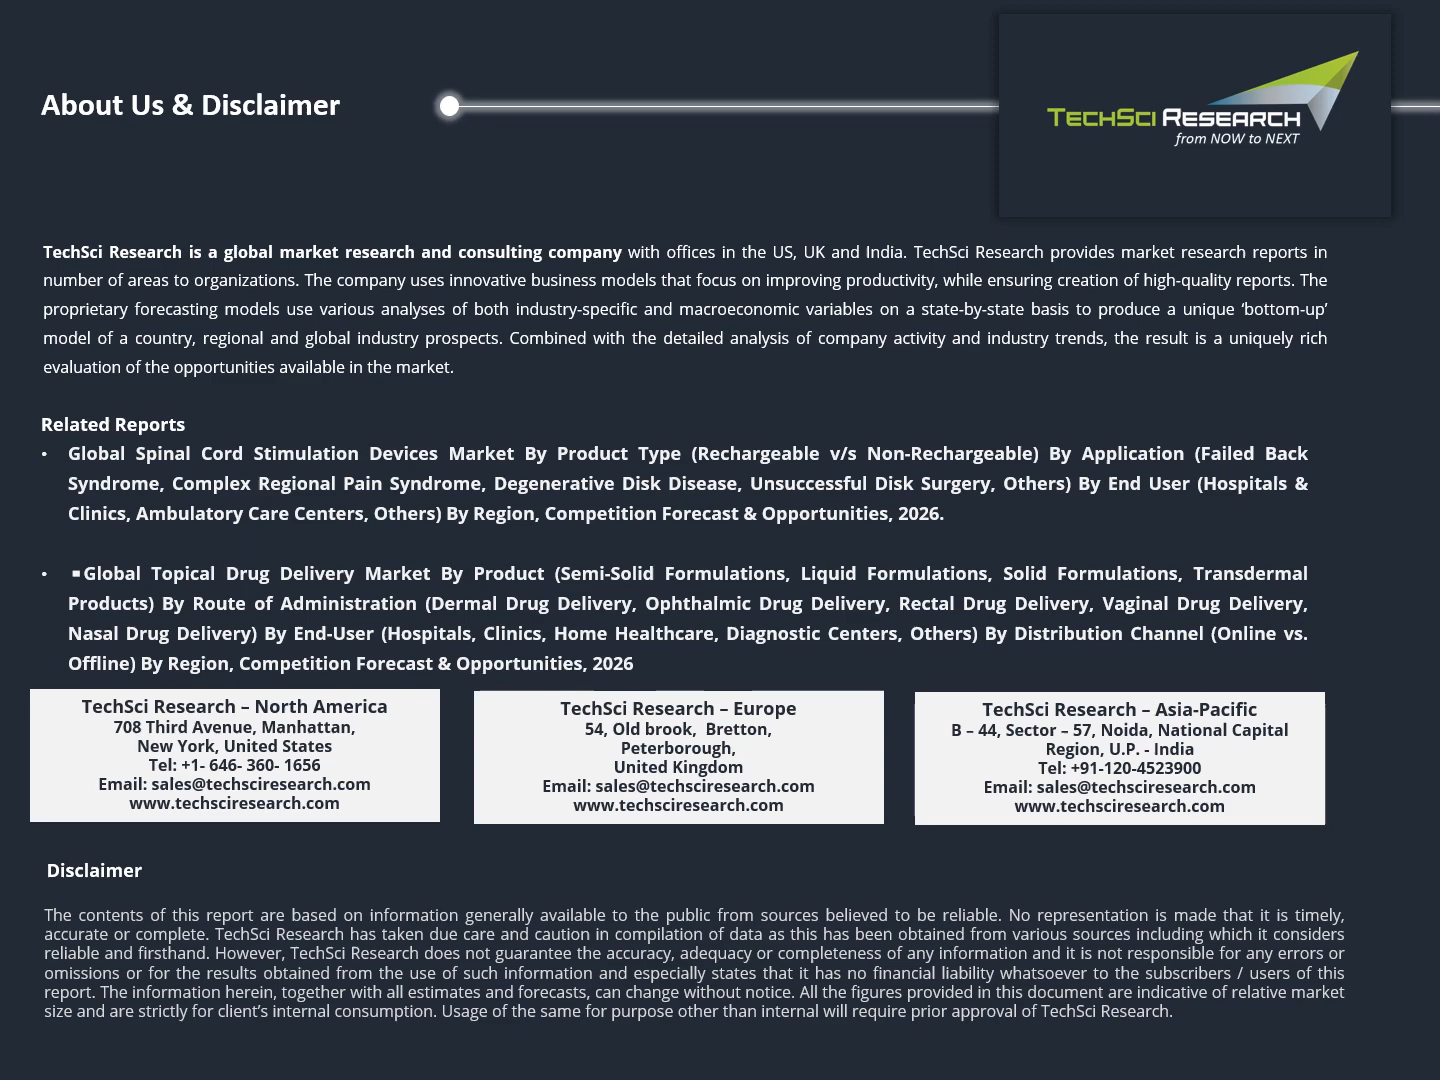 About Us & Disclaimer
TECHSCI RESEARCH
from NOW to NEXT
TechSci Research is a global market research and consulting company with offices in the US, UK and India. TechSci Research provides market research reports in
number of areas to organizations. The company uses innovative business models that focus on improving productivity, while ensuring creation of high-quality reports. The
proprietary forecasting models use various analyses of both industry-specific and macroeconomic variables on a state-by-state basis to produce a unique ‘bottom-up’
model of a country, regional and global industry prospects. Combined with the detailed analysis of company activity and industry trends, the result is a uniquely rich
evaluation of the opportunities available in the market.
Related Reports
• Global Spinal Cord Stimulation Devices Market By Product Type (Rechargeable v/s Non-Rechargeable) By Application (Failed Back
Syndrome, Complex Regional Pain Syndrome, Degenerative Disk Disease, Unsuccessful Disk Surgery, Others) By End User (Hospitals &
Clinics, Ambulatory Care Centers, Others) By Region, Competition Forecast & Opportunities, 2026.
• ▪Global Topical Drug Delivery Market By Product (Semi-Solid Formulations, Liquid Formulations, Solid Formulations, Transdermal
Products) By Route of Administration (Dermal Drug Delivery, Ophthalmic Drug Delivery, Rectal Drug Delivery, Vaginal Drug Delivery,
Nasal Drug Delivery) By End-User (Hospitals, Clinics, Home Healthcare, Diagnostic Centers, Others) By Distribution Channel (Online vs.
Offline) By Region, Competition Forecast & Opportunities, 2026
TechSci Research – North America
708 Third Avenue, Manhattan,
New York, United States
Tel: +1- 646- 360- 1656
Email: sales@techsciresearch.com
www.techsciresearch.com
TechSci Research – Europe
54, Old brook, Bretton,
Peterborough,
United Kingdom
Email: sales@techsciresearch.com
www.techsciresearch.com
TechSci Research – Asia-Pacific
B – 44, Sector – 57, Noida, National Capital
Region, U.P. - India
Tel: +91-120-4523900
Email: sales@techsciresearch.com
www.techsciresearch.com
Disclaimer
The contents of this report are based on information generally available to the public from sources believed to be reliable. No representation is made that it is timely,
accurate or complete. TechSci Research has taken due care and caution in compilation of data as this has been obtained from various sources including which it considers
reliable and firsthand. However, TechSci Research does not guarantee the accuracy, adequacy or completeness of any information and it is not responsible for any errors or
omissions or for the results obtained from the use of such information and especially states that it has no financial liability whatsoever to the subscribers / users of this
report. The information herein, together with all estimates and forecasts, can change without notice. All the figures provided in this document are indicative of relative market
size and are strictly for client’s internal consumption. Usage of the same for purpose other than internal will require prior approval of TechSci Research.